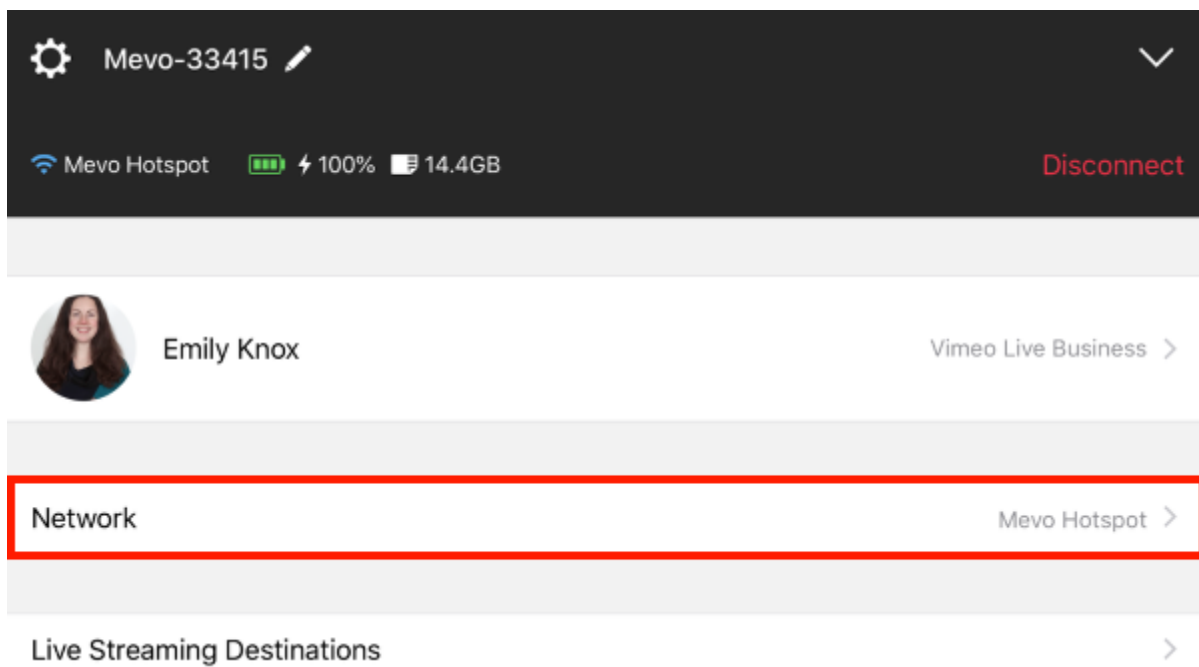 Mevo-33415
Mevo Hotspot 100% 14.4GB Disconnect
Emily Knox Vimeo Live Business
Network Mevo Hotspot
Live Streaming Destinations